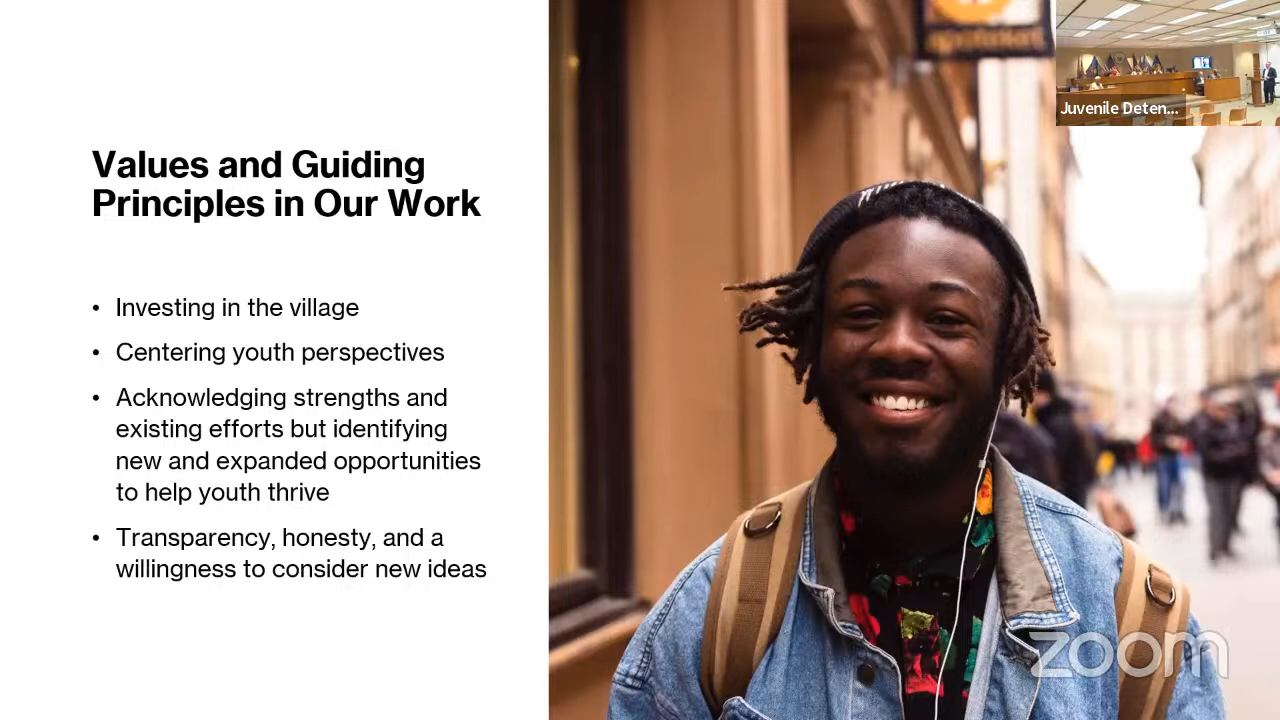 Values and Guiding
Principles in Our Work
• Investing in the village
• Centering youth perspectives
• Acknowledging strengths and
existing efforts but identifying
new and expanded opportunities
to help youth thrive
• Transparency, honesty, and a
willingness to consider new ideas
Juvenile Deten...
zoom